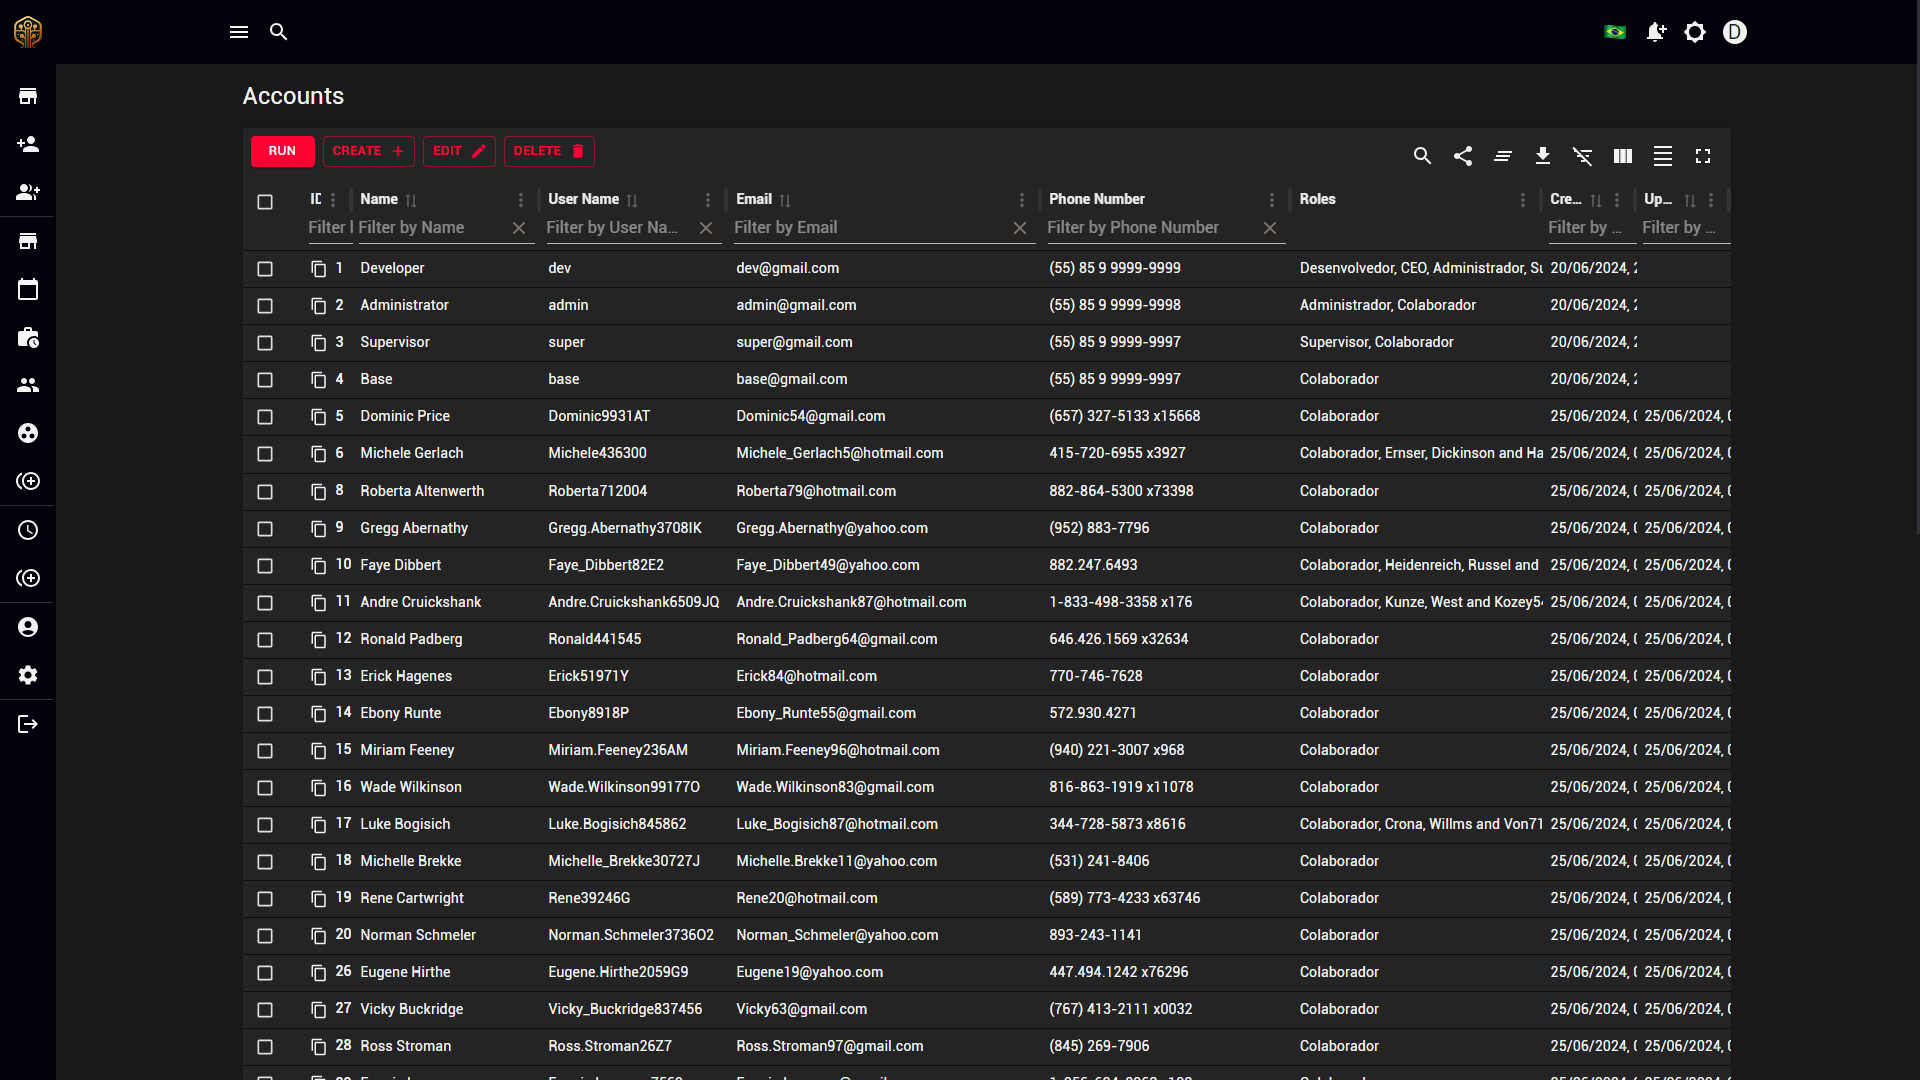 D
Accounts
RUN CREATE EDIT DELETE
ID Name User Name Email Phone Number Roles Cre... Up...
Filter Filter by Name Filter by User Na... Filter by Email Filter by Phone Number Filter by ... Filter by ...
1 Developer dev dev@gmail.com (55) 85 9 9999-9999 Desenvolvedor, CEO, Administrador, 20/06/2024,
2 Administrator admin admin@gmail.com (55) 85 9 9999-9998 Administrador, Colaborador 20/06/2024,
3 Supervisor super super@gmail.com (55) 85 9 9999-9997 Supervisor, Colaborador 20/06/2024,
4 Base base base@gmail.com (55) 85 9 9999-9997 Colaborador 20/06/2024,
5 Dominic Price Dominic9931AT Dominic54@gmail.com (657) 327-5133 x15668 Colaborador 25/06/2024, 25/06/2024,
6 Michele Gerlach Michele436300 Michele_Gerlach5@hotmail.com 415-720-6955 x3927 Colaborador, Ernser, Dickinson and Ha 25/06/2024, 25/06/2024,
8 Roberta Altenwerth Roberta712004 Roberta79@hotmail.com 882-864-5300 x73398 Colaborador 25/06/2024, 25/06/2024,
9 Gregg Abernathy Gregg.Abernathy3708IK Gregg.Abernathy@yahoo.com (952) 883-7796 Colaborador 25/06/2024, 25/06/2024,
10 Faye Dibbert Faye_Dibbert82E2 Faye_Dibbert49@yahoo.com 882.247.6493 Colaborador, Heidenreich, Russel and 25/06/2024, 25/06/2024,
11 Andre Cruickshank Andre.Cruickshank6509JQ Andre.Cruickshank87@hotmail.com 1-833-498-3358 x176 Colaborador, Kunze, West and Kozey5 25/06/2024, 25/06/2024,
12 Ronald Padberg Ronald441545 Ronald_Padberg64@gmail.com 646.426.1569 x32634 Colaborador 25/06/2024, 25/06/2024,
13 Erick Hagenes Erick51971Y Erick84@hotmail.com 770-746-7628 Colaborador 25/06/2024, 25/06/2024,
14 Ebony Runte Ebony8918P Ebony_Runte55@gmail.com 572.930.4271 Colaborador 25/06/2024, 25/06/2024,
15 Miriam Feeney Miriam.Feeney236AM Miriam.Feeney96@hotmail.com (940) 221-3007 x968 Colaborador 25/06/2024, 25/06/2024,
16 Wade Wilkinson Wade.Wilkinson99177O Wade.Wilkinson83@gmail.com 816-863-1919 x11078 Colaborador 25/06/2024, 25/06/2024,
17 Luke Bogisich Luke.Bogisich845862 Luke_Bogisich87@hotmail.com 344-728-5873 x8616 Colaborador, Crona, Willms and Von71 25/06/2024, 25/06/2024,
18 Michelle Brekke Michelle_Brekke30727J Michelle.Brekke11@yahoo.com (531) 241-8406 Colaborador 25/06/2024, 25/06/2024,
19 Rene Cartwright Rene39246G Rene20@hotmail.com (589) 773-4233 x63746 Colaborador 25/06/2024, 25/06/2024,
20 Norman Schmeler Norman.Schmeler3736O2 Norman_Schmeler@yahoo.com 893-243-1141 Colaborador 25/06/2024, 25/06/2024,
26 Eugene Hirthe Eugene.Hirthe2059G9 Eugene19@yahoo.com 447.494.1242 x76296 Colaborador 25/06/2024, 25/06/2024,
27 Vicky Buckridge Vicky_Buckridge837456 Vicky63@gmail.com (767) 413-2111 x0032 Colaborador 25/06/2024, 25/06/2024,
28 Ross Stroman Ross.Stroman26Z7 Ross.Stroman97@gmail.com (845) 269-7906 Colaborador 25/06/2024, 25/06/2024,